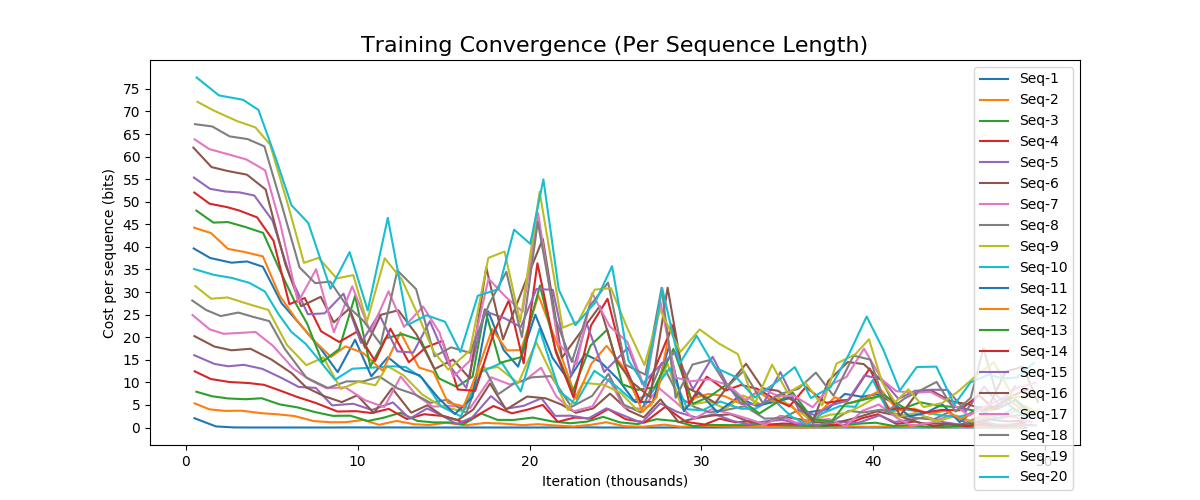 Training Convergence (Per Sequence Length)
Cost per sequence (bits)
75
70
65
60
55
50
45
40
35
30
25
20
15
10
5
0
0
10
20
30
40
50
Iteration (thousands)
Seq-1
Seq-2
Seq-3
Seq-4
Seq-5
Seq-6
Seq-7
Seq-8
Seq-9
Seq-10
Seq-11
Seq-12
Seq-13
Seq-14
Seq-15
Seq-16
Seq-17
Seq-18
Seq-19
Seq-20